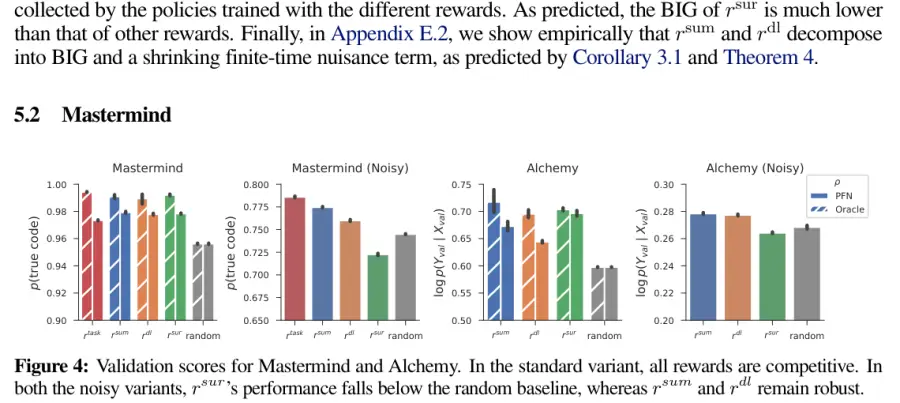 collected by the policies trained with the different rewards. As predicted, the BIG of r^sur is much lower
than that of other rewards. Finally, in Appendix E.2, we show empirically that r^sum and r^dl decompose
into BIG and a shrinking finite-time nuisance term, as predicted by Corollary 3.1 and Theorem 4.
5.2 Mastermind
Mastermind
p(true code)
1.00
0.98
0.96
0.94
0.92
0.90
r^task r^sum r^dl r^sur random
Mastermind (Noisy)
p(true code)
0.800
0.775
0.750
0.725
0.700
0.675
0.650
r^task r^sum r^dl r^sur random
Alchemy
log p(Y_val | X_val)
0.75
0.70
0.65
0.60
0.55
0.50
r^sum r^dl r^sur random
Alchemy (Noisy)
log p(Y_val | X_val)
0.30
0.28
0.26
0.24
0.22
0.20
r^sum r^dl r^sur random
ρ
PFN
Oracle
Figure 4: Validation scores for Mastermind and Alchemy. In the standard variant, all rewards are competitive. In
both the noisy variants, r^sur's performance falls below the random baseline, whereas r^sum and r^dl remain robust.